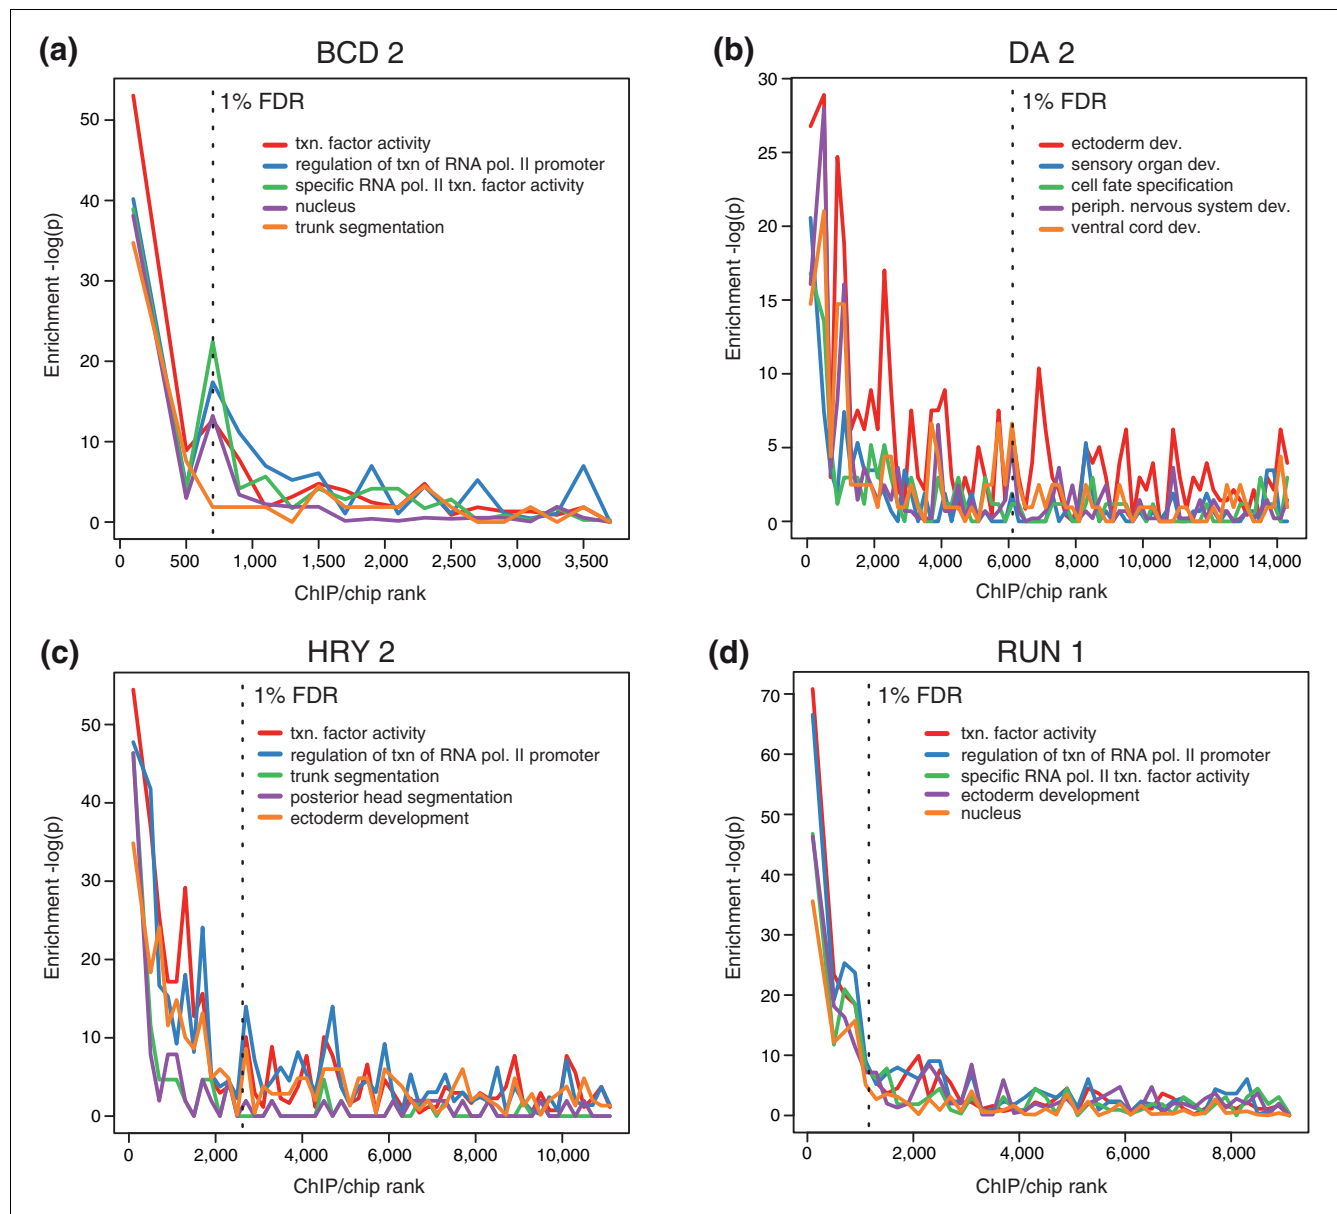 (a)
BCD 2
1% FDR
txn. factor activity
regulation of txn of RNA pol. II promoter
specific RNA pol. II txn. factor activity
nucleus
trunk segmentation
Enrichment -log(p)
50
40
30
20
10
0
0 500 1,000 1,500 2,000 2,500 3,000 3,500
ChIP/chip rank
(b)
DA 2
1% FDR
ectoderm dev.
sensory organ dev.
cell fate specification
periph. nervous system dev.
ventral cord dev.
Enrichment -log(p)
30
25
20
15
10
5
0
0 2,000 4,000 6,000 8,000 10,000 12,000 14,000
ChIP/chip rank
(c)
HRY 2
1% FDR
txn. factor activity
regulation of txn of RNA pol. II promoter
trunk segmentation
posterior head segmentation
ectoderm development
Enrichment -log(p)
50
40
30
20
10
0
0 2,000 4,000 6,000 8,000 10,000
ChIP/chip rank
(d)
RUN 1
1% FDR
txn. factor activity
regulation of txn of RNA pol. II promoter
specific RNA pol. II txn. factor activity
ectoderm development
nucleus
Enrichment -log(p)
70
60
50
40
30
20
10
0
0 2,000 4,000 6,000 8,000
ChIP/chip rank